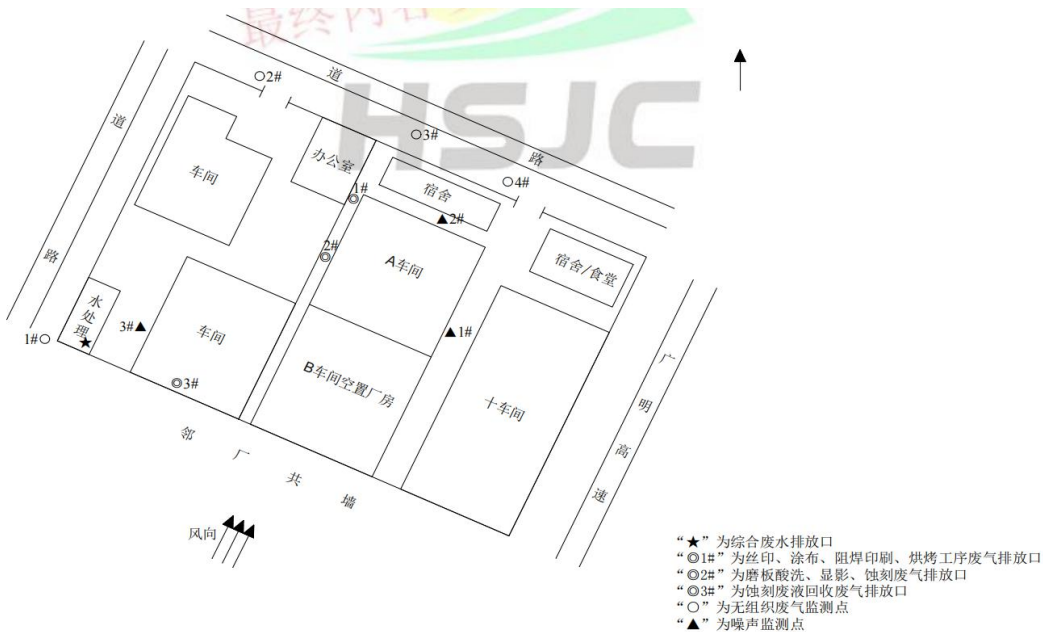 最终内容
HSJC
道
路
道
路
○2#
○3#
○4#
1#○
车间
办公室
宿舍
◎1#
◎2#
▲2#
A车间
宿舍/食堂
水处理
★
3#▲
车间
▲1#
◎3#
B车间空置厂房
十车间
广明高速
邻厂共墙
风向
“★”为综合废水排放口
“◎1#”为丝印、涂布、阻焊印刷、烘烤工序废气排放口
“◎2#”为磨板酸洗、显影、蚀刻废气排放口
“◎3#”为蚀刻废液回收废气排放口
“○”为无组织废气监测点
“▲”为噪声监测点